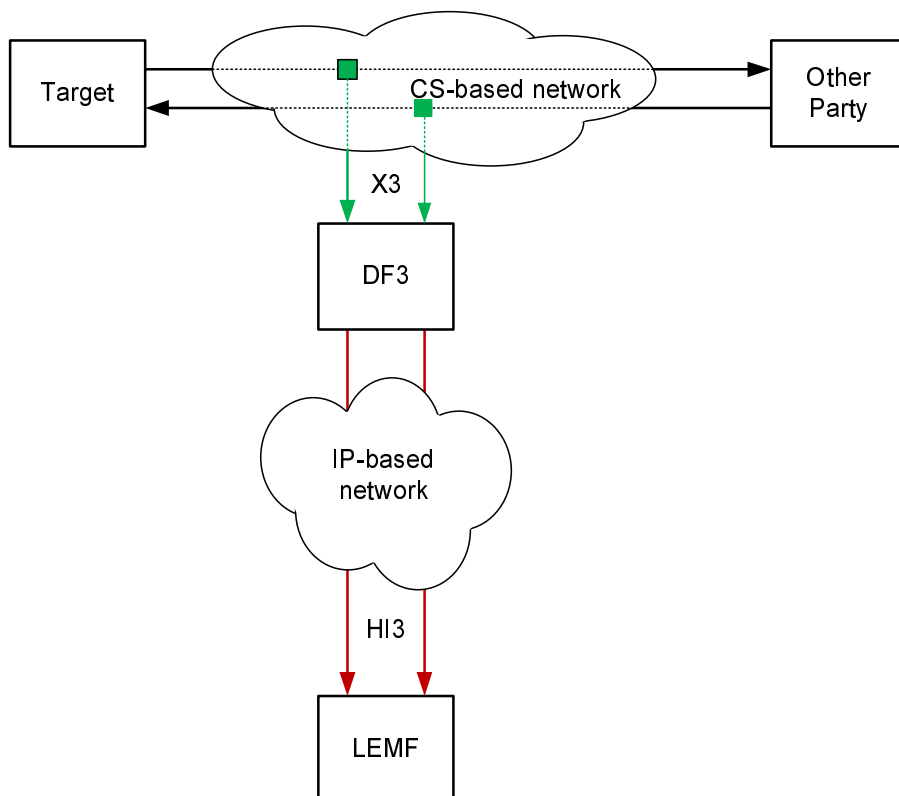 Target
CS-based network
Other
Party
X3
DF3
IP-based
network
HI3
LEMF